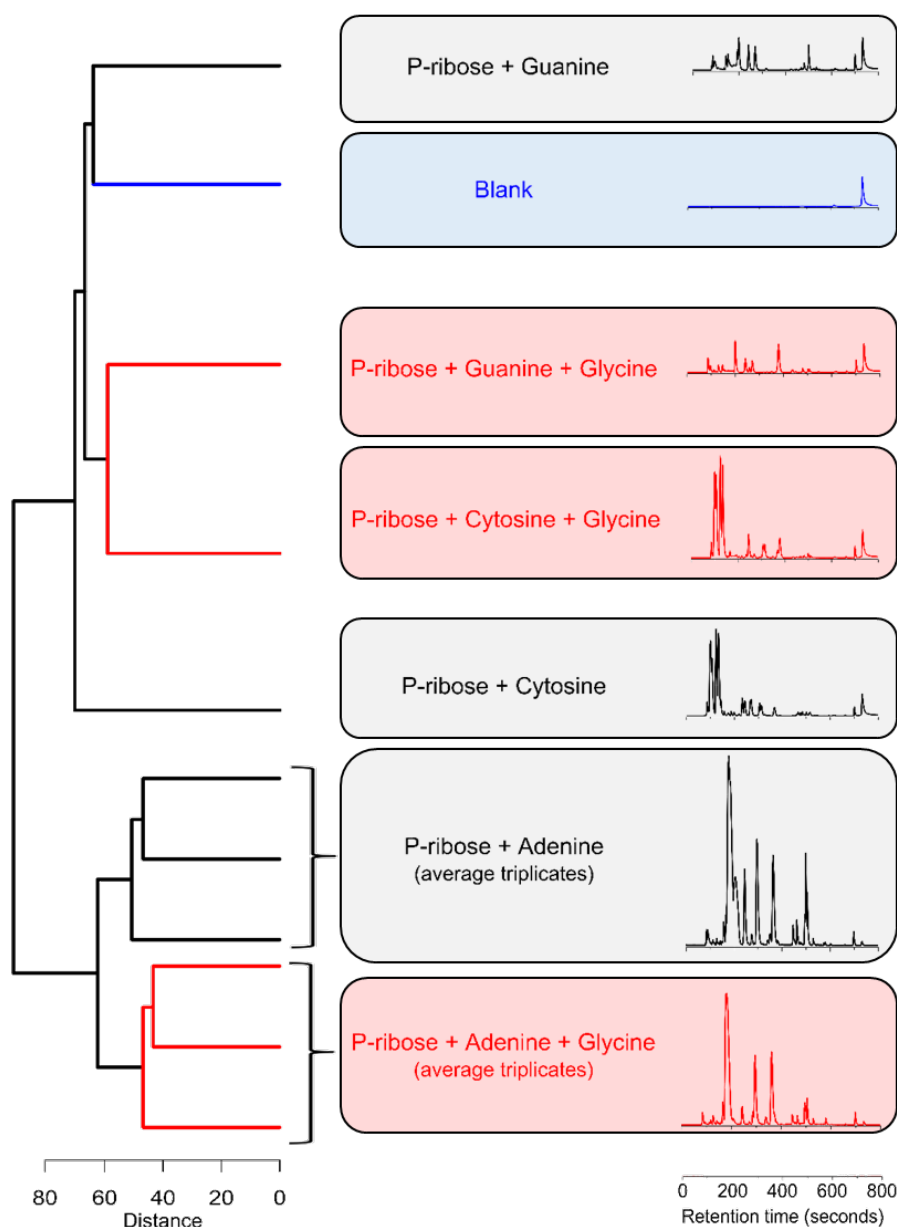 P-ribose + Guanine
Blank
P-ribose + Guanine + Glycine
P-ribose + Cytosine + Glycine
P-ribose + Cytosine
P-ribose + Adenine
(average triplicates)
P-ribose + Adenine + Glycine
(average triplicates)
80 60 40 20 0
Distance
0 200 400 600 800
Retention time (seconds)